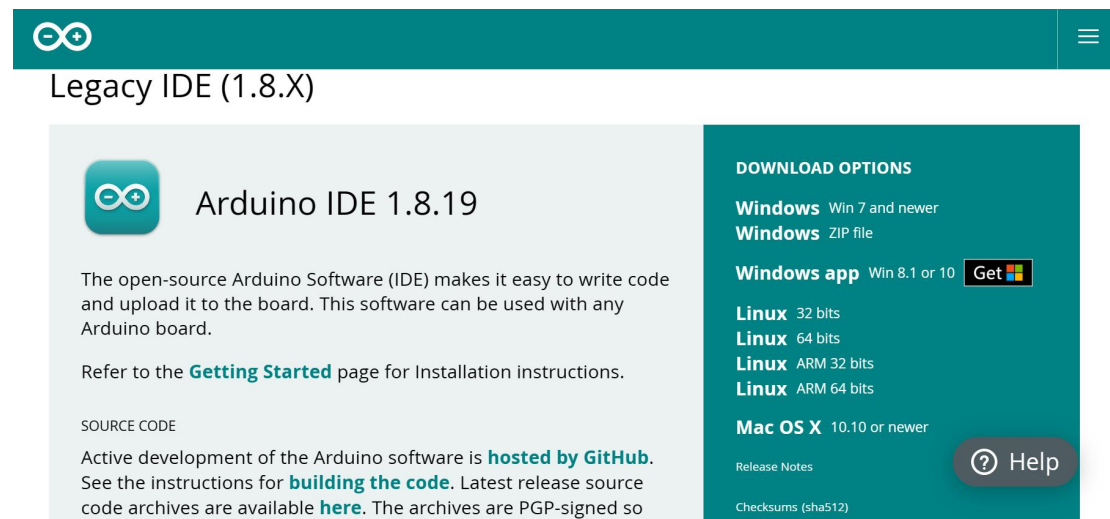 Legacy IDE (1.8.X)
Arduino IDE 1.8.19
The open-source Arduino Software (IDE) makes it easy to write code
and upload it to the board. This software can be used with any
Arduino board.
Refer to the Getting Started page for Installation instructions.
SOURCE CODE
Active development of the Arduino software is hosted by GitHub.
See the instructions for building the code. Latest release source
code archives are available here. The archives are PGP-signed so
DOWNLOAD OPTIONS
Windows Win 7 and newer
Windows ZIP file
Windows app Win 8.1 or 10 Get
Linux 32 bits
Linux 64 bits
Linux ARM 32 bits
Linux ARM 64 bits
Mac OS X 10.10 or newer
Release Notes
Checksums (sha512)
Help